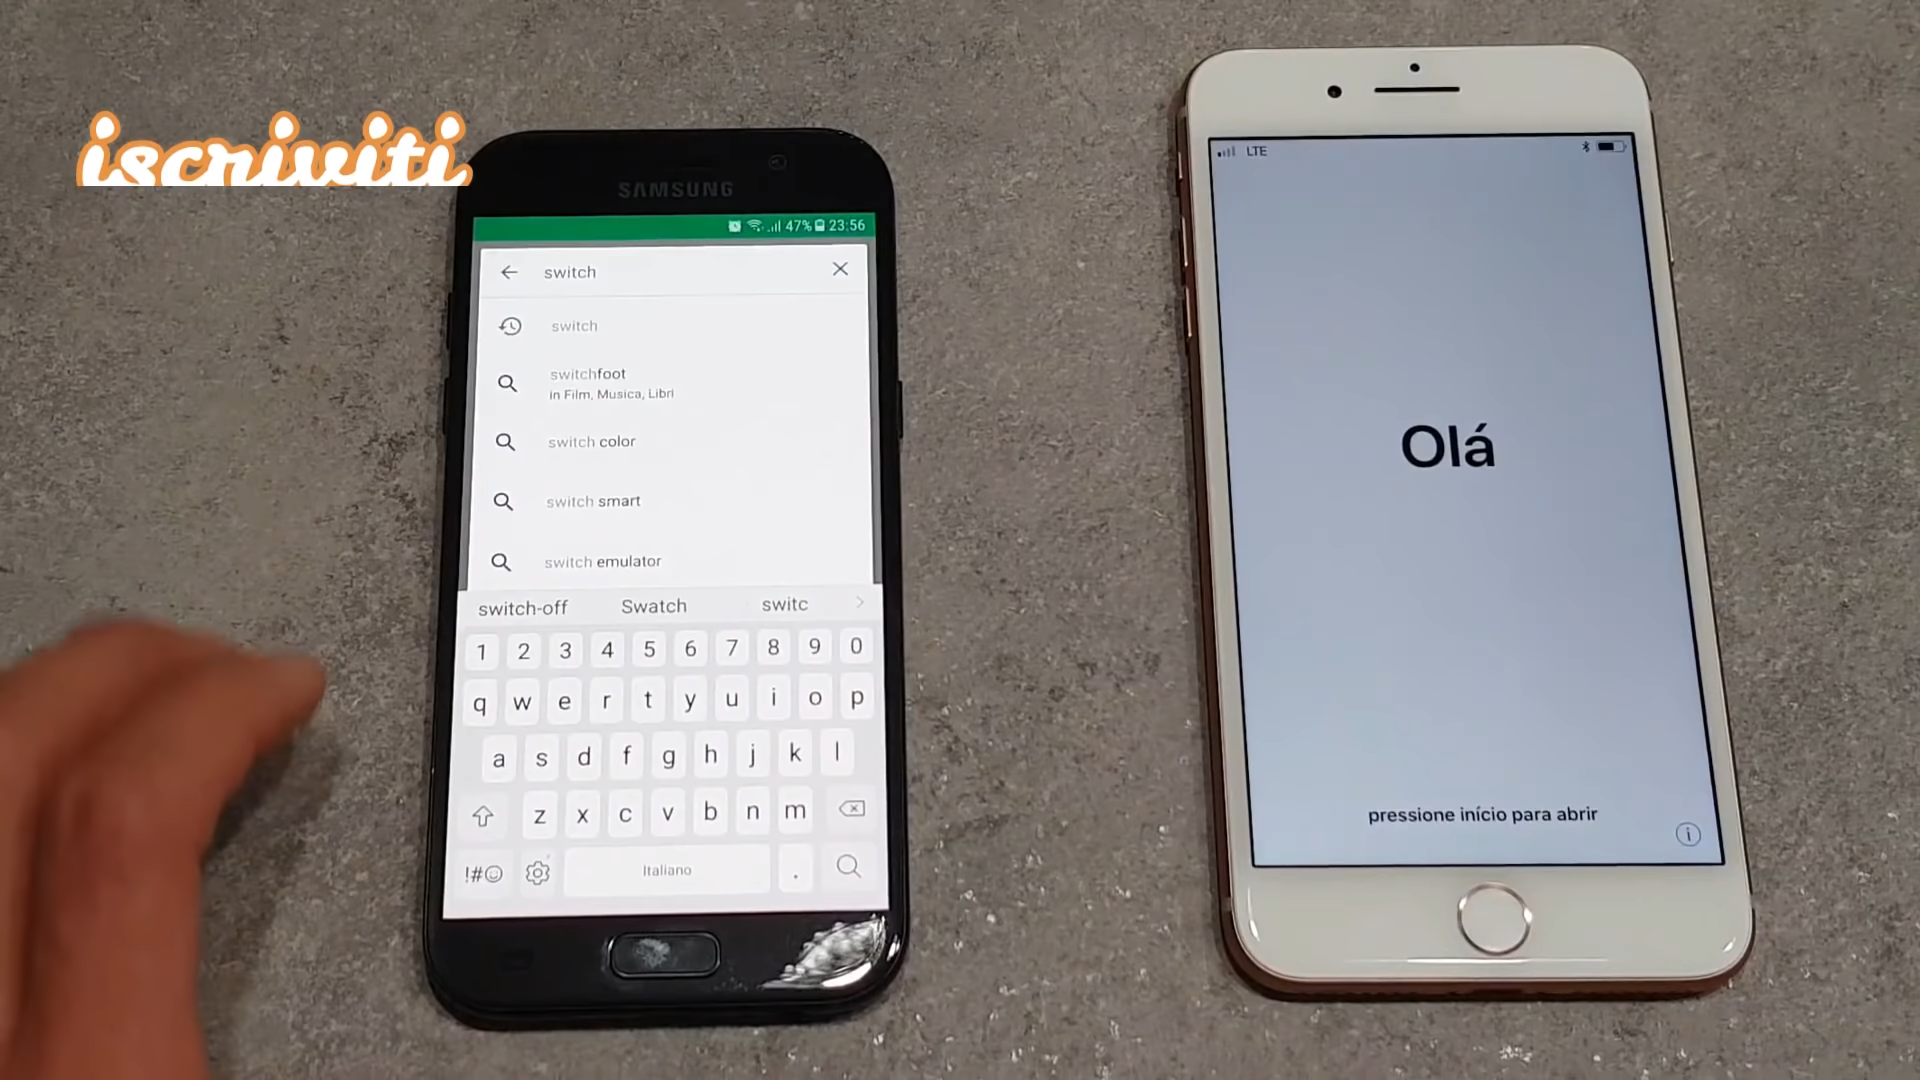 iscriviti
SAMSUNG
47% 23:56
switch
switch
switchfoot
in Film, Musica, Libri
switch color
switch smart
switch emulator
switch-off Swatch switc
1 2 3 4 5 6 7 8 9 0
q w e r t y u i o p
a s d f g h j k l
z x c v b n m
!#☺ Italiano .
LTE
Olá
pressione início para abrir